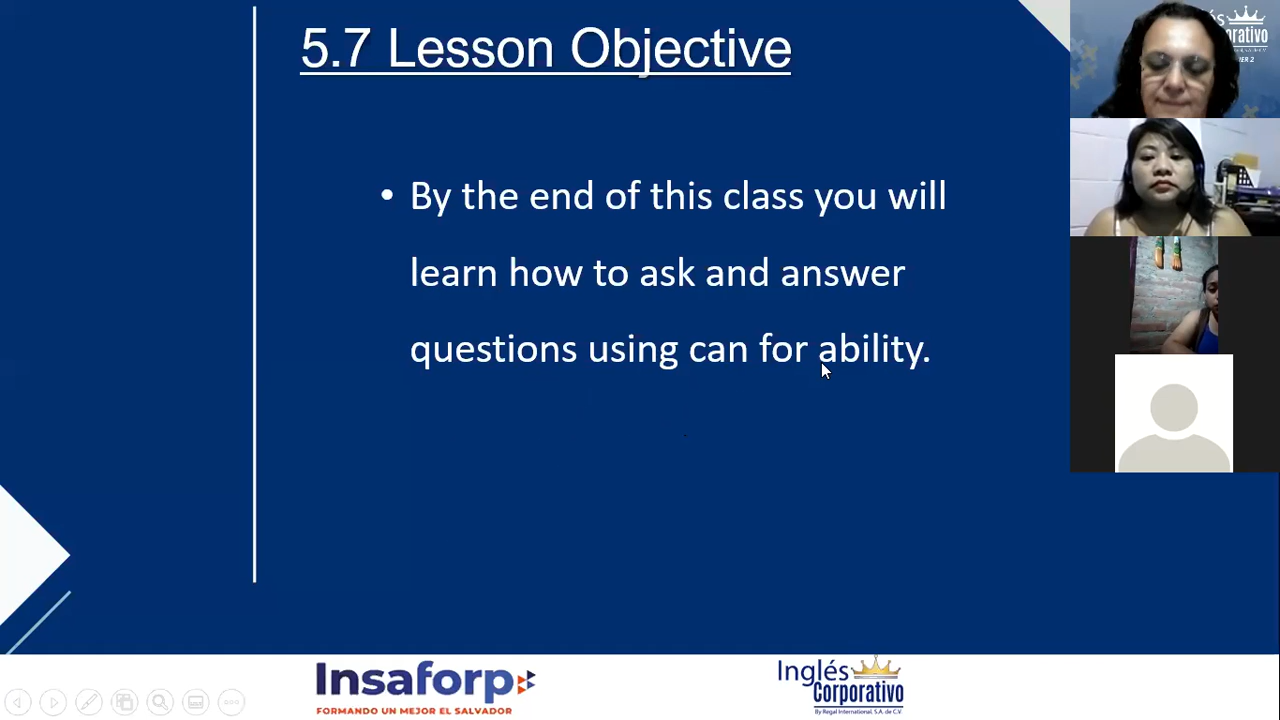 5.7 Lesson Objective
• By the end of this class you will
learn how to ask and answer
questions using can for ability.
Insaforp
FORMANDO UN MEJOR EL SALVADOR
Inglés
Corporativo
By Regal International, S.A. de C.V.